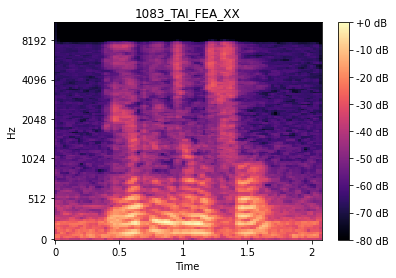 1083_TAI_FEA_XX
8192
4096
2048
1024
512
0
Hz
0
0.5
1
1.5
2
Time
+0 dB
-10 dB
-20 dB
-30 dB
-40 dB
-50 dB
-60 dB
-70 dB
-80 dB